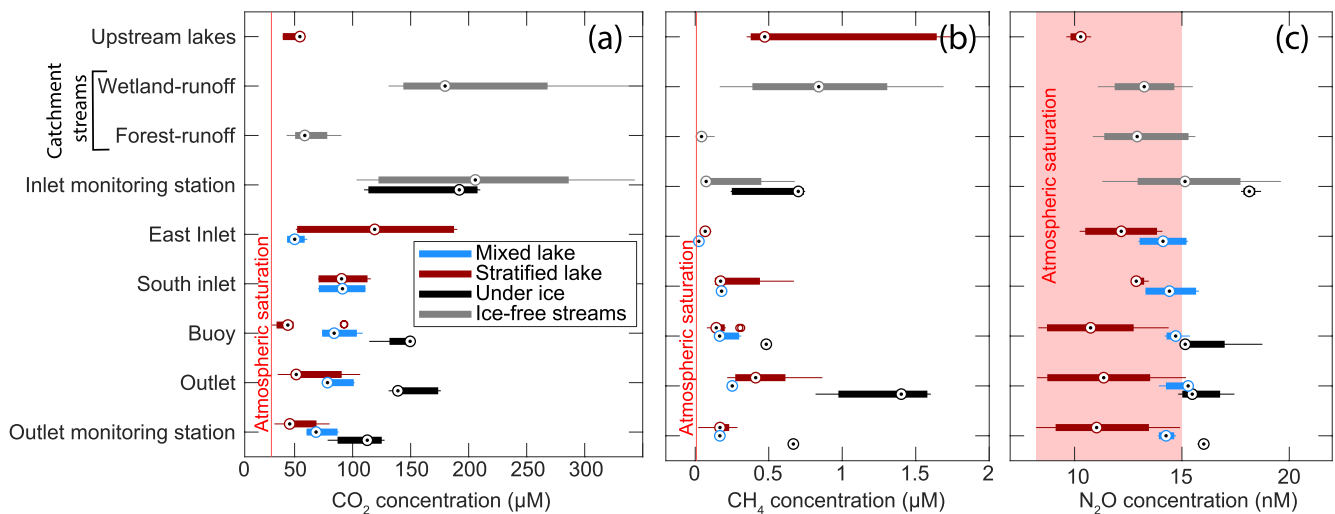 Upstream lakes
Catchment
streams
Wetland-runoff
Forest-runoff
Inlet monitoring station
East Inlet
South inlet
Buoy
Outlet
Outlet monitoring station
(a)
Atmospheric saturation
Mixed lake
Stratified lake
Under ice
Ice-free streams
50 100 150 200 250 300
CO₂ concentration (μM)
(b)
Atmospheric saturation
0 0.5 1 1.5 2
CH₄ concentration (μM)
(c)
Atmospheric saturation
10 15 20
N₂O concentration (nM)